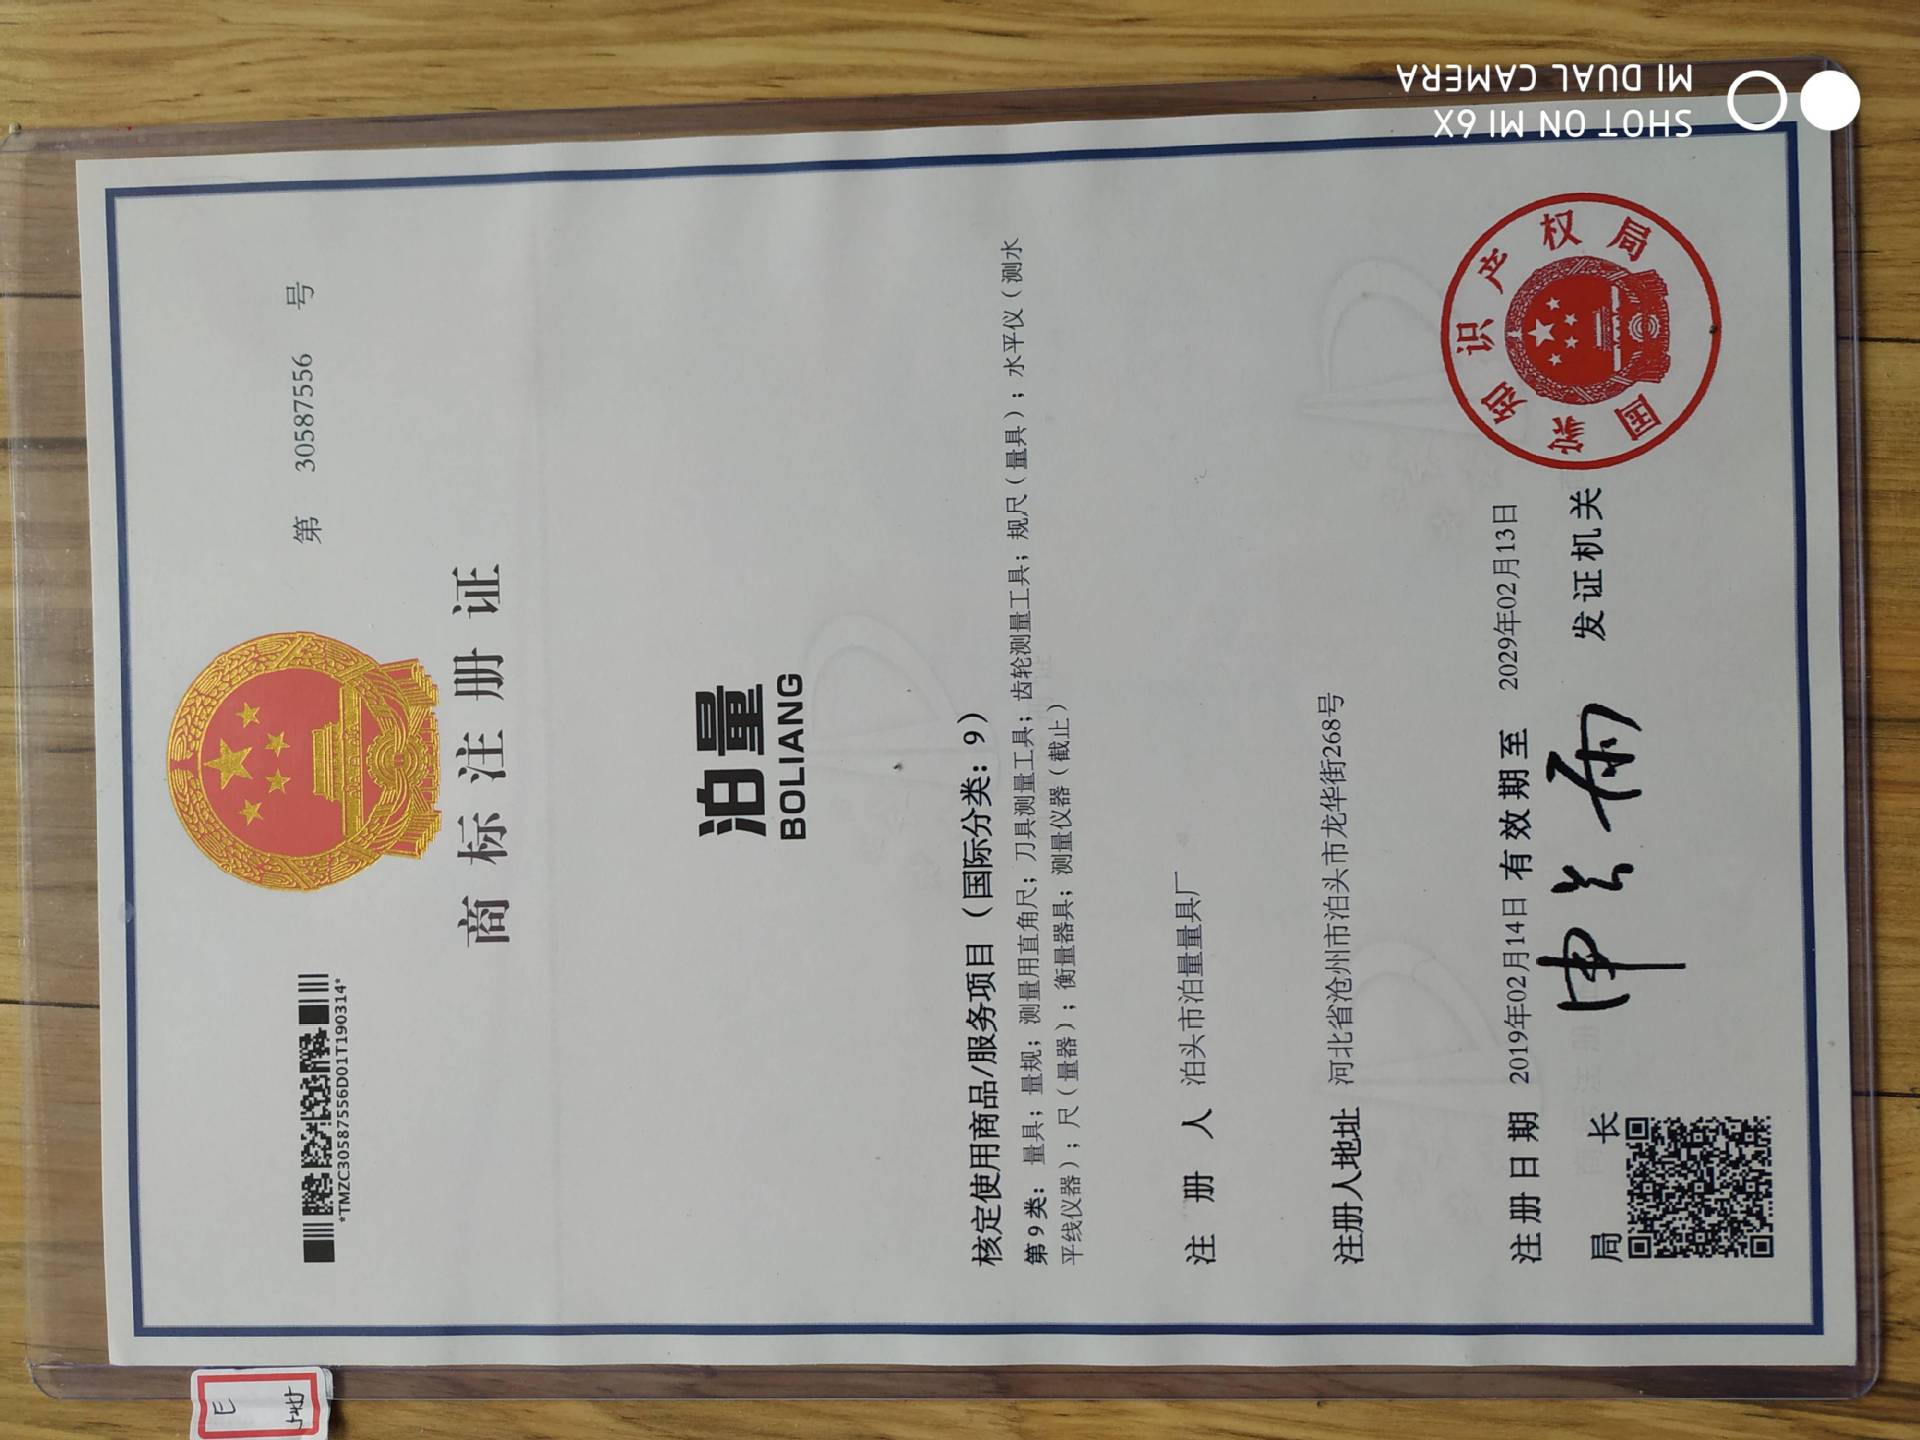 *TMZC30587556D01T190314*
第 30587556 号
商标注册证
泊量
BOLIANG
核定使用商品/服务项目（国际分类：9）
第9类：量具；量规；测量用直角尺；刀具测量工具；齿轮测量工具；规尺（量具）；水平仪（测水
平线仪器）；尺（量器）；衡量器具；测量仪器（截止）
注册人 泊头市泊量量具厂
注册人地址 河北省沧州市泊头市龙华街268号
注册日期 2019年02月14日 有效期至 2029年02月13日
局长 申长雨 发证机关
国家知识产权局
SHOT ON MI 6X
MI DUAL CAMERA
E